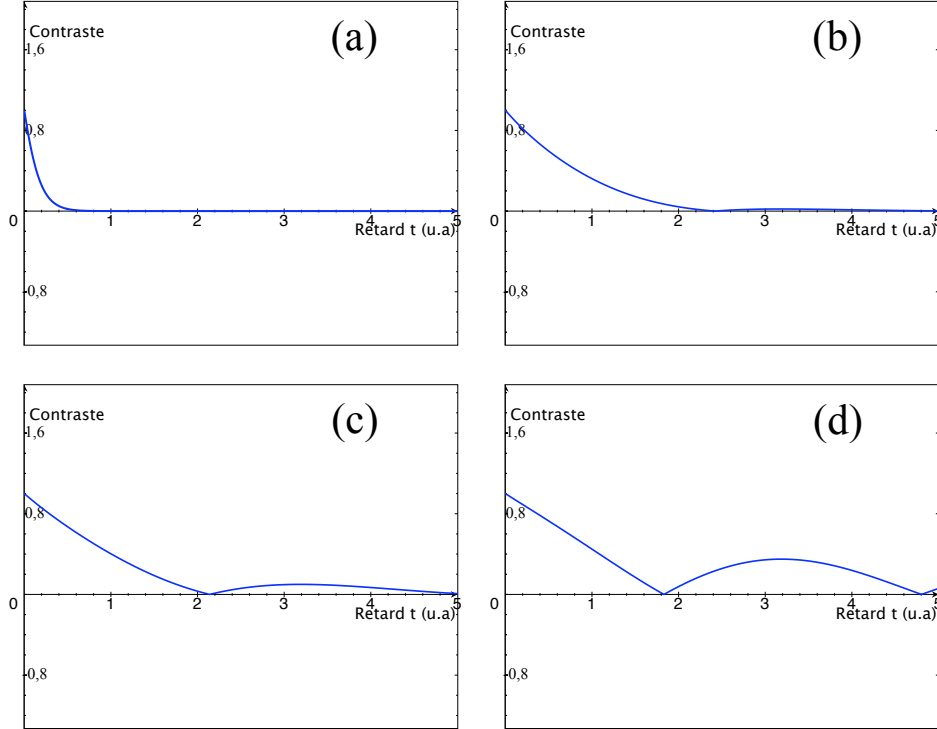 (a)
Contraste
1,6
0,8
0 1 2 3 4 5
Retard t (u.a)
-0,8
(b)
Contraste
1,6
0,8
0 1 2 3 4 5
Retard t (u.a)
-0,8
(c)
Contraste
1,6
0,8
0 1 2 3 4 5
Retard t (u.a)
-0,8
(d)
Contraste
1,6
0,8
0 1 2 3 4 5
Retard t (u.a)
-0,8